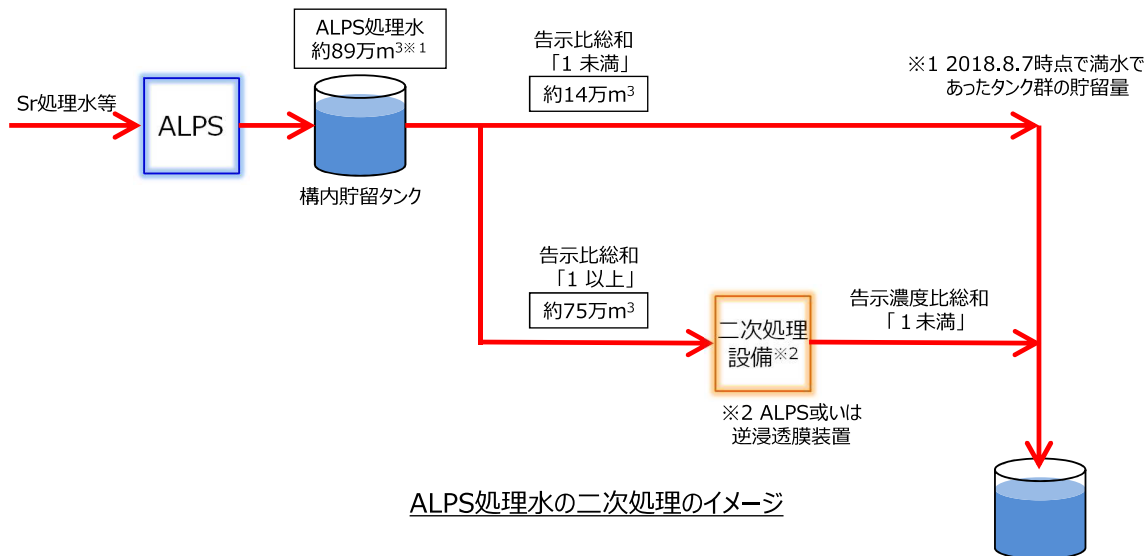 ALPS処理水
約89万m³※1
告示比総和
「1 未満」
約14万m³
※1 2018.8.7時点で満水で
あったタンク群の貯留量
Sr処理水等
ALPS
構内貯留タンク
告示比総和
「1 以上」
約75万m³
二次処理
設備※2
告示濃度比総和
「1未満」
※2 ALPS或いは
逆浸透膜装置
ALPS処理水の二次処理のイメージ